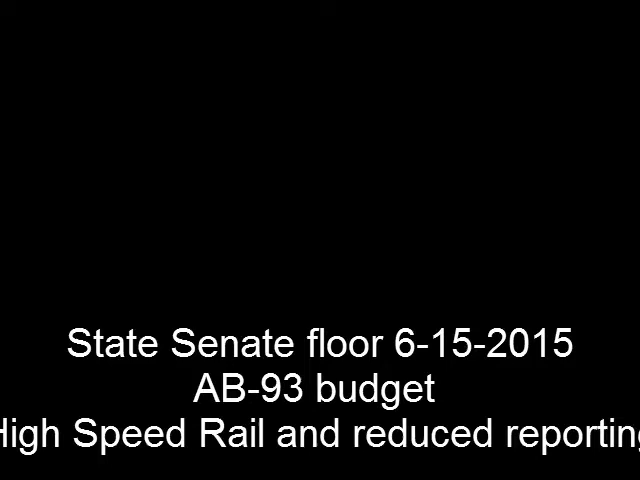 State Senate floor 6-15-2015
AB-93 budget
High Speed Rail and reduced reporting